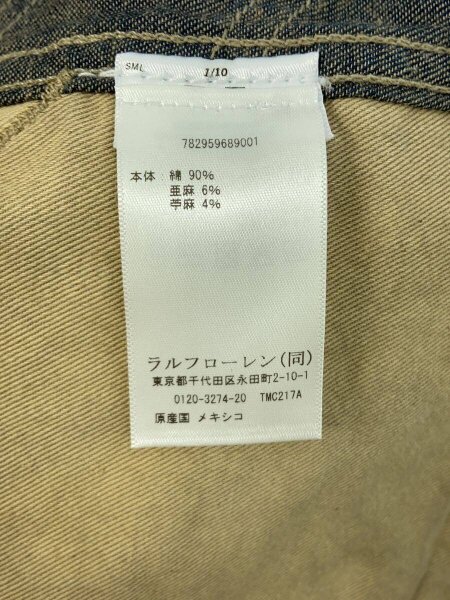 SML 1/10
782959689001
本体: 綿 90%
亜麻 6%
苧麻 4%
ラルフローレン(同)
東京都千代田区永田町2-10-1
0120-3274-20 TMC217A
原産国 メキシコ